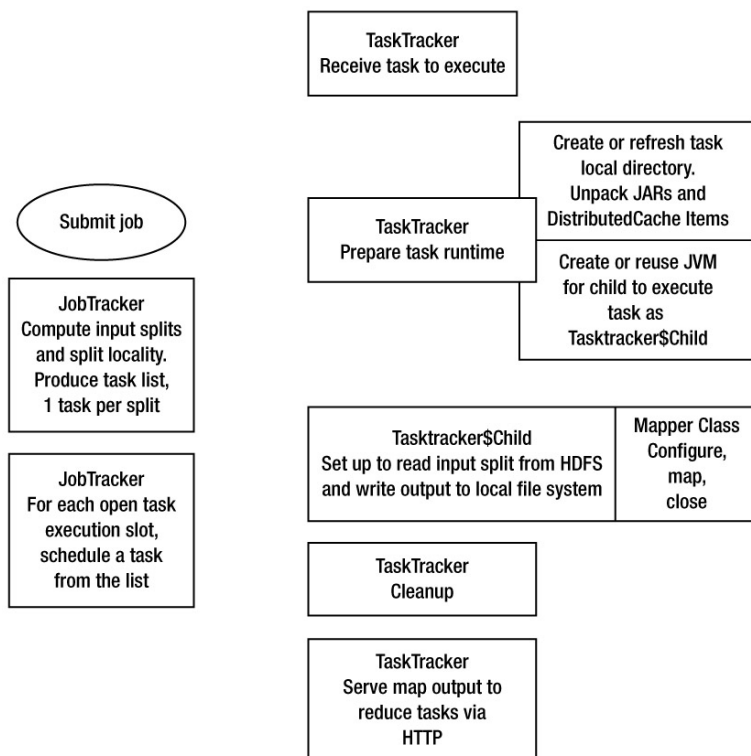 Submit job
JobTracker
Compute input splits
and split locality.
Produce task list,
1 task per split
JobTracker
For each open task
execution slot,
schedule a task
from the list
TaskTracker
Receive task to execute
TaskTracker
Prepare task runtime
Create or refresh task
local directory.
Unpack JARs and
DistributedCache Items
Create or reuse JVM
for child to execute
task as
Tasktracker$Child
Tasktracker$Child
Set up to read input split from HDFS
and write output to local file system
Mapper Class
Configure,
map,
close
TaskTracker
Cleanup
TaskTracker
Serve map output to
reduce tasks via
HTTP